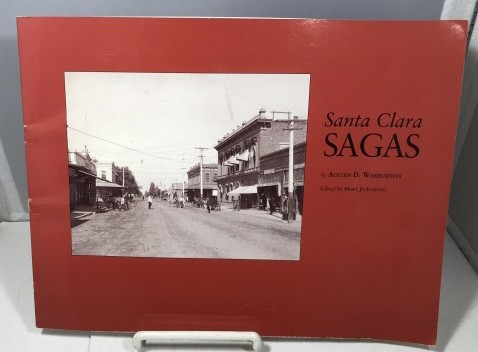 Santa Clara
SAGAS
by AUSTEN D. WARBURTON
Edited by MARY JO IGNOFFO